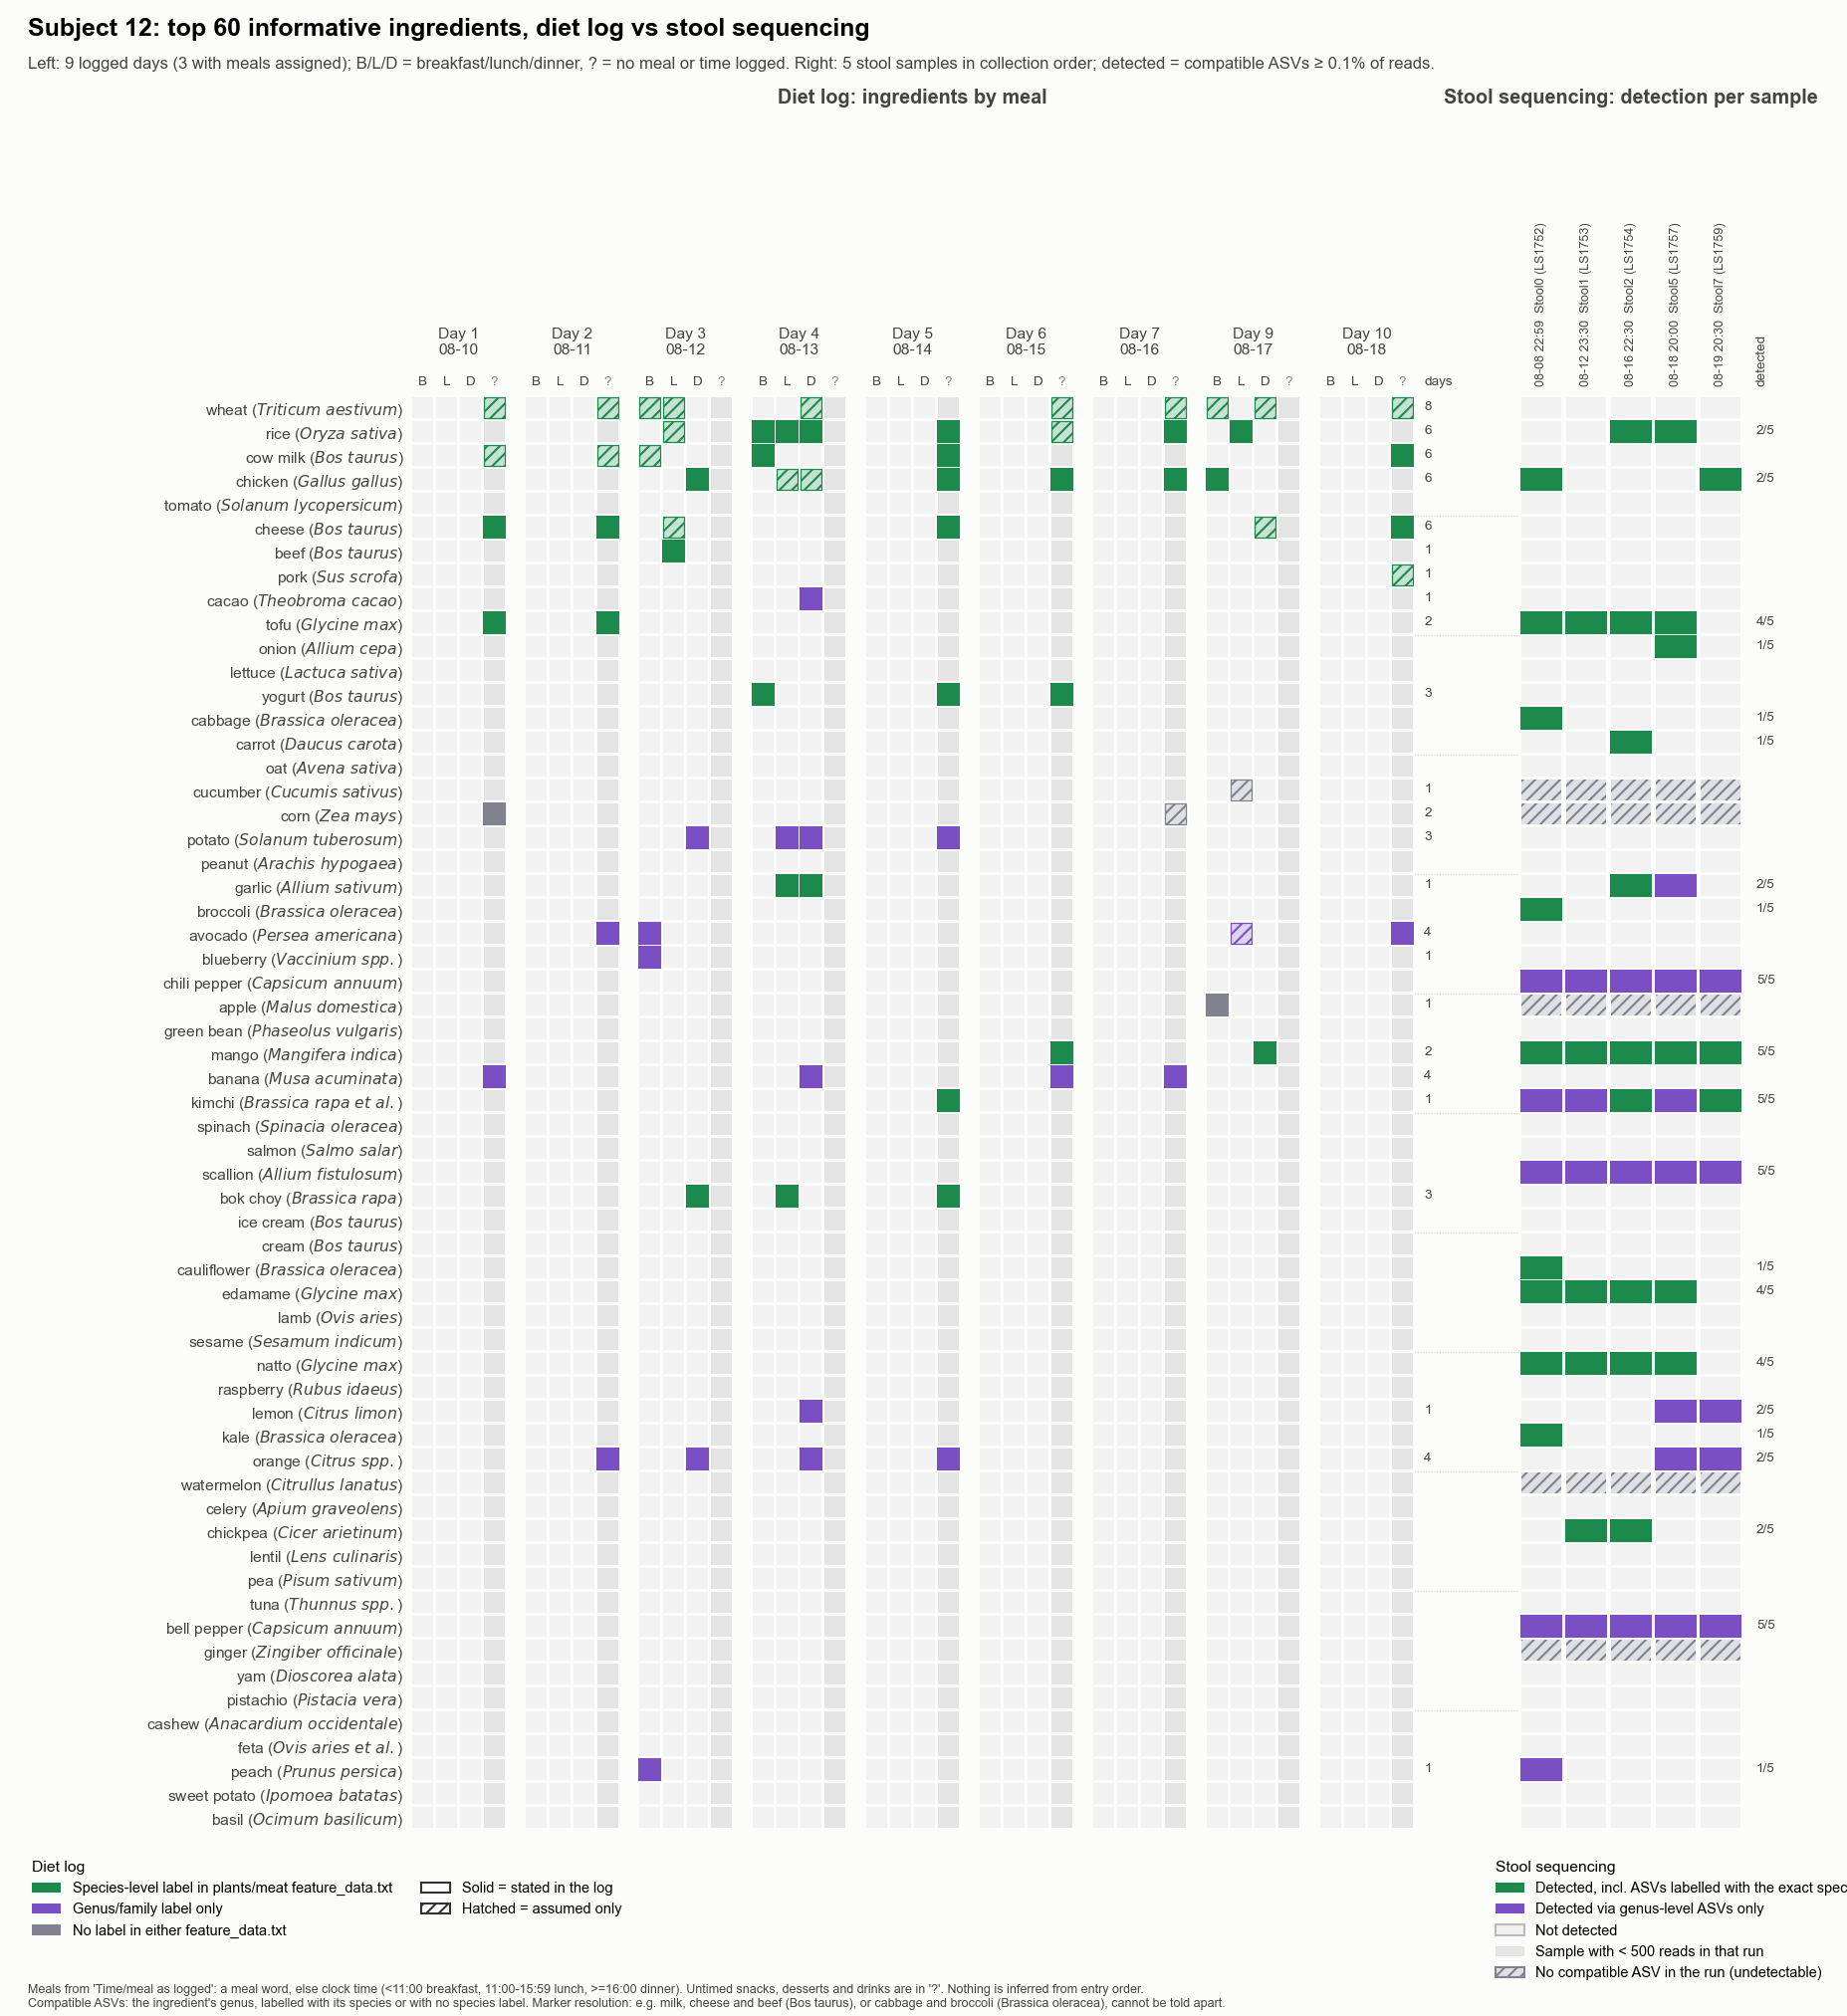 Subject 12: top 60 informative ingredients, diet log vs stool sequencing
Left: 9 logged days (3 with meals assigned); B/L/D = breakfast/lunch/dinner, ? = no meal or time logged. Right: 5 stool samples in collection order; detected = compatible ASVs ≥ 0.1% of reads.
Diet log: ingredients by meal
Stool sequencing: detection per sample
08-08 22:59 Stool0 (LS1752)
08-12 23:30 Stool1 (LS1753)
08-16 22:30 Stool2 (LS1754)
08-18 20:00 Stool5 (LS1757)
08-19 20:30 Stool7 (LS1759)
detected
Day 1 Day 2 Day 3 Day 4 Day 5 Day 6 Day 7 Day 9 Day 10
08-10 08-11 08-12 08-13 08-14 08-15 08-16 08-17 08-18
B L D ? B L D ? B L D ? B L D ? B L D ? B L D ? B L D ? B L D ? B L D ? days
wheat (Triticum aestivum) 8
rice (Oryza sativa) 6 2/5
cow milk (Bos taurus) 6
chicken (Gallus gallus) 6 2/5
tomato (Solanum lycopersicum)
cheese (Bos taurus) 6
beef (Bos taurus) 1
pork (Sus scrofa) 1
cacao (Theobroma cacao) 1
tofu (Glycine max) 2 4/5
onion (Allium cepa) 1/5
lettuce (Lactuca sativa)
yogurt (Bos taurus) 3
cabbage (Brassica oleracea) 1/5
carrot (Daucus carota) 1/5
oat (Avena sativa)
cucumber (Cucumis sativus) 1
corn (Zea mays) 2
potato (Solanum tuberosum) 3
peanut (Arachis hypogaea)
garlic (Allium sativum) 1 2/5
broccoli (Brassica oleracea) 1/5
avocado (Persea americana) 4
blueberry (Vaccinium spp. ) 1
chili pepper (Capsicum annuum) 5/5
apple (Malus domestica) 1
green bean (Phaseolus vulgaris)
mango (Mangifera indica) 2 5/5
banana (Musa acuminata) 4
kimchi (Brassica rapa et al. ) 1 5/5
spinach (Spinacia oleracea)
salmon (Salmo salar)
scallion (Allium fistulosum) 5/5
bok choy (Brassica rapa) 3
ice cream (Bos taurus)
cream (Bos taurus)
cauliflower (Brassica oleracea) 1/5
edamame (Glycine max) 4/5
lamb (Ovis aries)
sesame (Sesamum indicum)
natto (Glycine max) 4/5
raspberry (Rubus idaeus)
lemon (Citrus limon) 1 2/5
kale (Brassica oleracea) 1/5
orange (Citrus spp. ) 4 2/5
watermelon (Citrullus lanatus)
celery (Apium graveolens)
chickpea (Cicer arietinum) 2/5
lentil (Lens culinaris)
pea (Pisum sativum)
tuna (Thunnus spp. )
bell pepper (Capsicum annuum) 5/5
ginger (Zingiber officinale)
yam (Dioscorea alata)
pistachio (Pistacia vera)
cashew (Anacardium occidentale)
feta (Ovis aries et al. )
peach (Prunus persica) 1 1/5
sweet potato (Ipomoea batatas)
basil (Ocimum basilicum)
Diet log
Species-level label in plants/meat feature_data.txt
Genus/family label only
No label in either feature_data.txt
Solid = stated in the log
Hatched = assumed only
Stool sequencing
Detected, incl. ASVs labelled with the exact spec
Detected via genus-level ASVs only
Not detected
Sample with < 500 reads in that run
No compatible ASV in the run (undetectable)
Meals from 'Time/meal as logged': a meal word, else clock time (<11:00 breakfast, 11:00-15:59 lunch, >=16:00 dinner). Untimed snacks, desserts and drinks are in '?'. Nothing is inferred from entry order.
Compatible ASVs: the ingredient's genus, labelled with its species or with no species label. Marker resolution: e.g. milk, cheese and beef (Bos taurus), or cabbage and broccoli (Brassica oleracea), cannot be told apart.